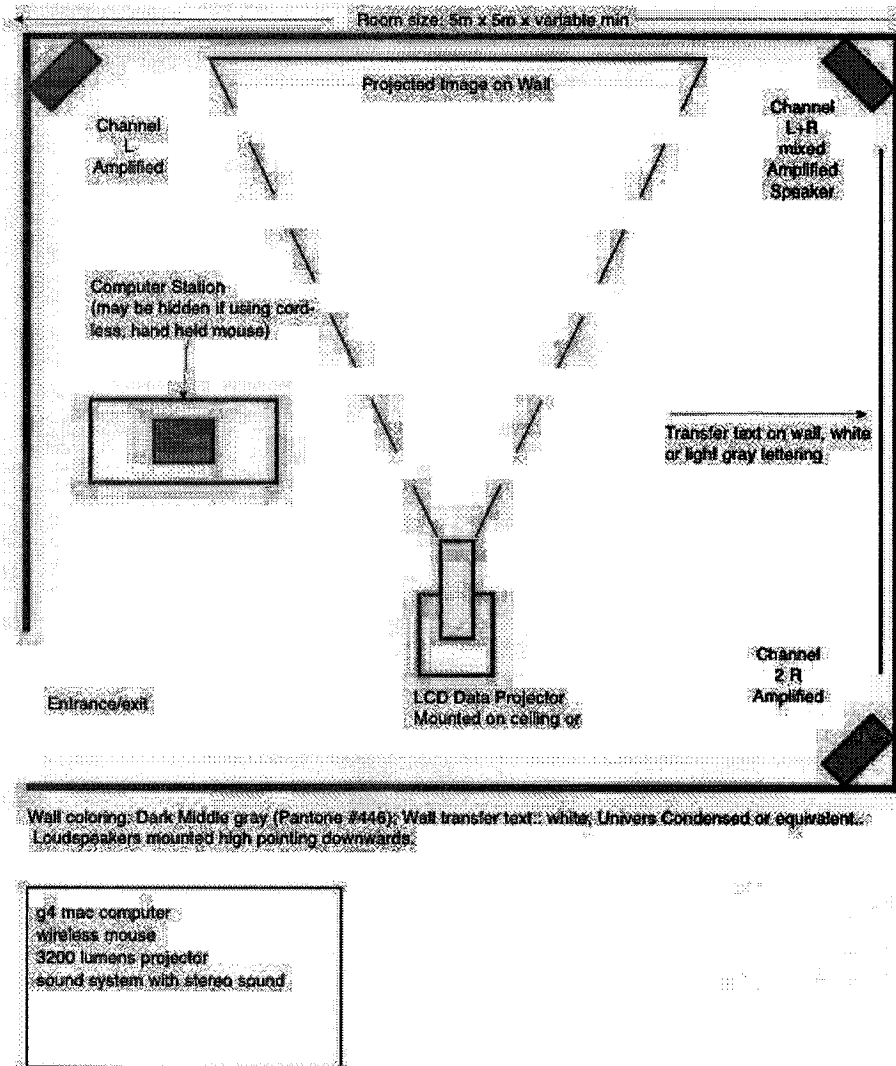 Room size: 5m x 5m x variable min
Projected Image on Wall
Channel
L
Amplified
Channel
L+R
mixed
Amplified
Speaker
Computer Station
(may be hidden if using cord-
less, hand held mouse)
Transfer text on wall, white
or light gray lettering
Channel
2 R
Amplified
Entrance/exit
LCD Data Projector
Mounted on ceiling or
Wall coloring: Dark Middle gray (Pantone #446); Wall transfer text:: white; Univers Condensed or equivalent..
Loudspeakers mounted high pointing downwards.
g4 mac computer
wireless mouse
3200 lumens projector
sound system with stereo sound